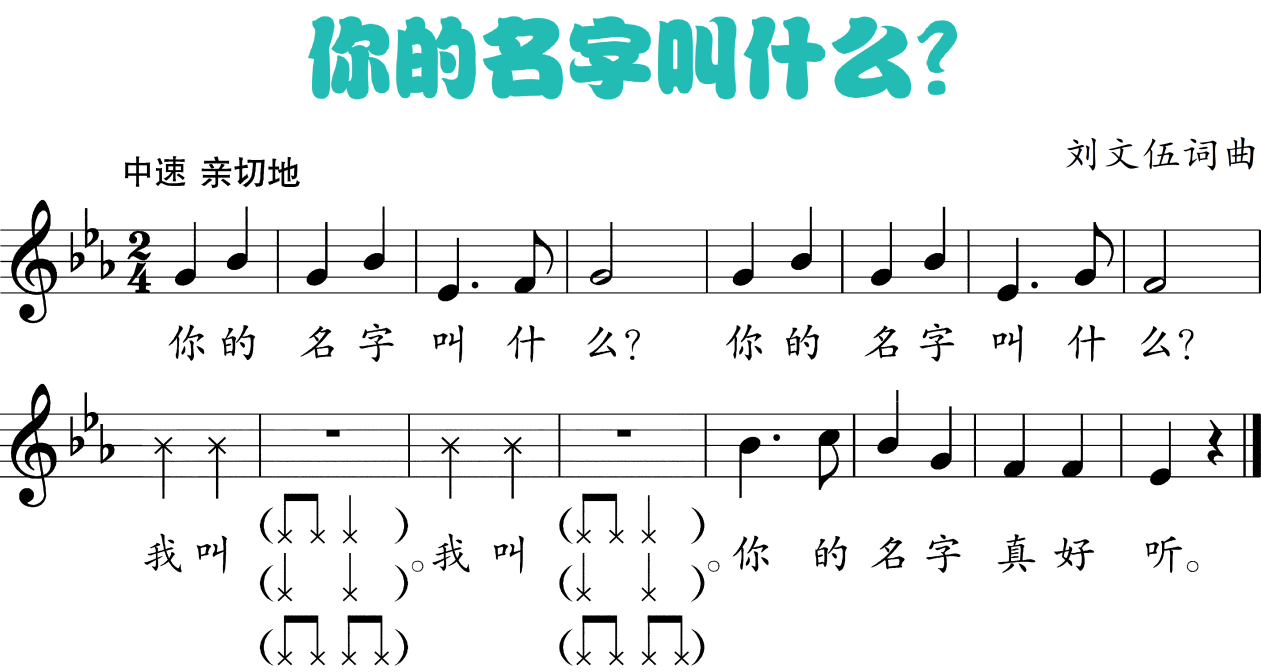 你的名字叫什么?
刘文伍词曲
中速 亲切地
2
4
你的 名字 叫 什 么? 你的 名字 叫 什 么?
我叫( )。我叫( )。你 的 名字 真好 听。
( ) ( )
( ) ( )